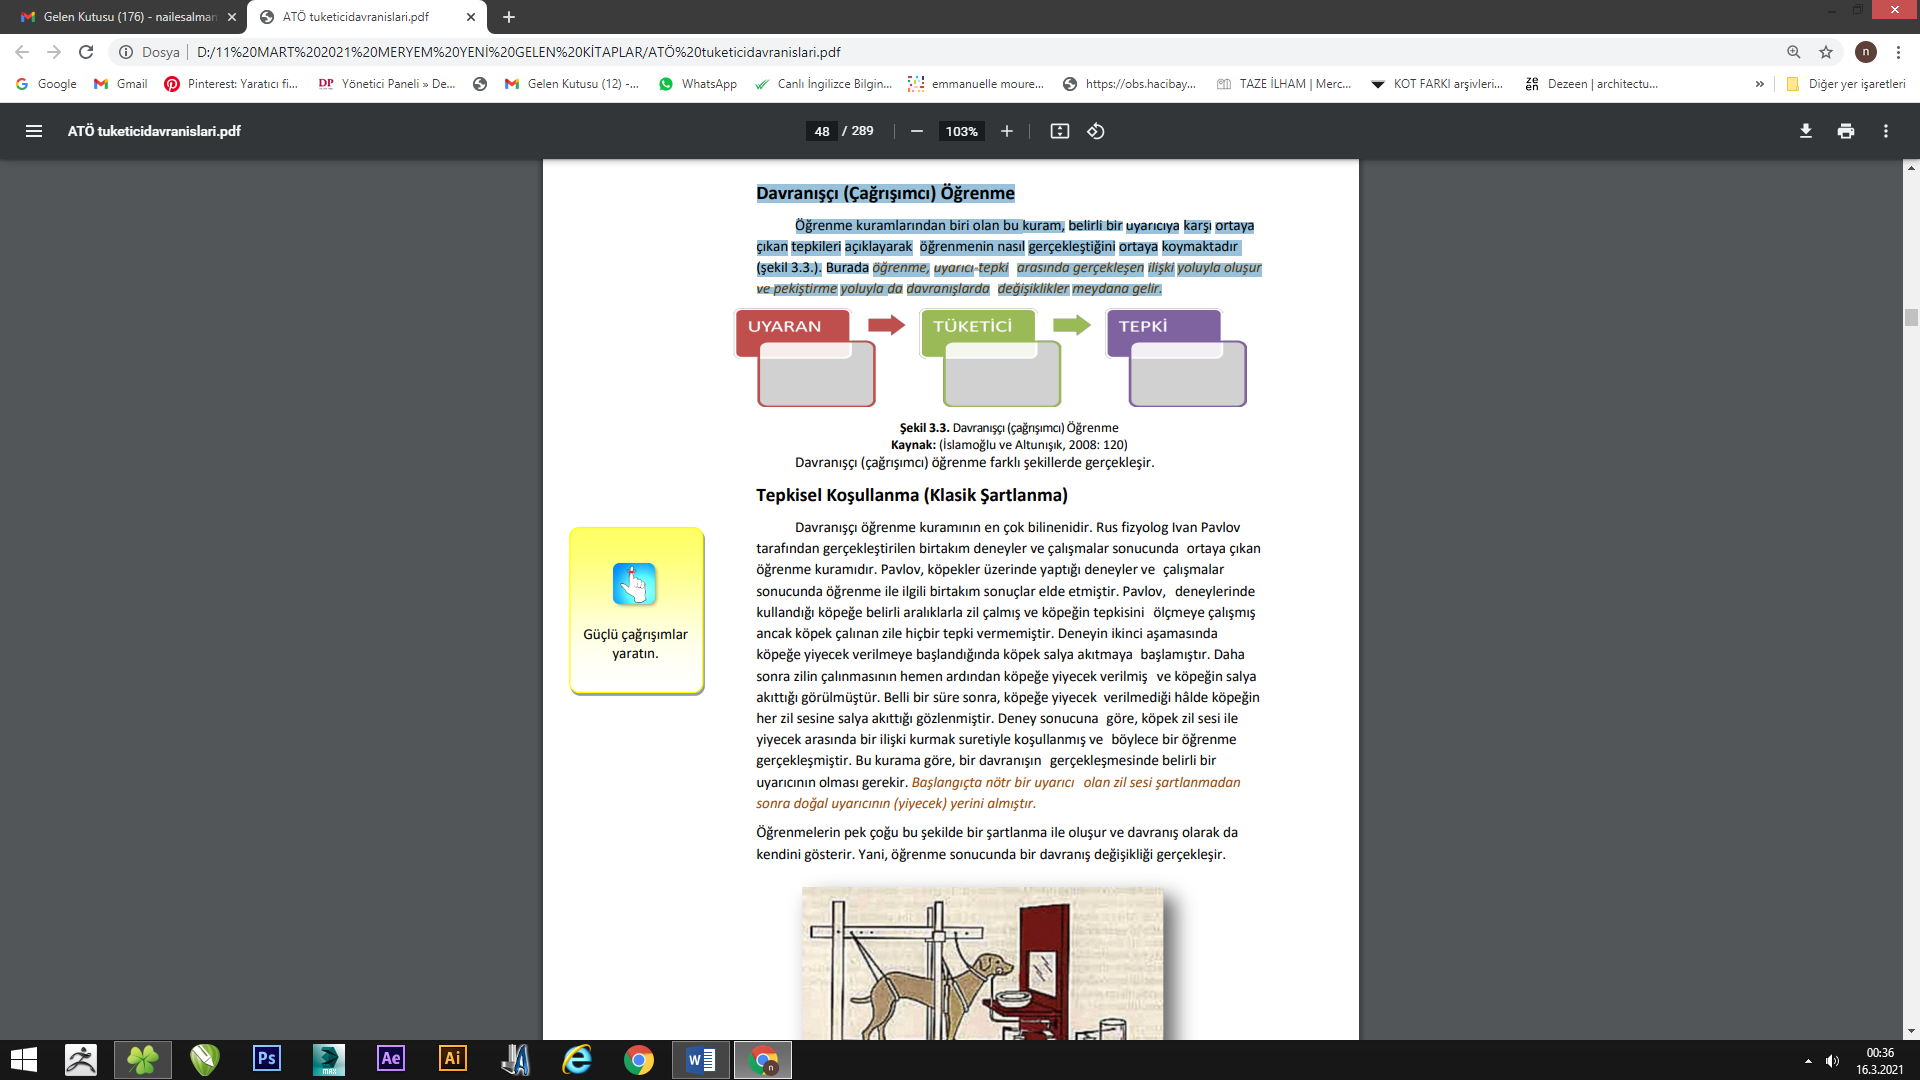 Gelen Kutusu (176) - nailesalmar
ATÖ tuketicidavranislari.pdf
Dosya
D:/11%20MART%202021%20MERYEM%20YENİ%20GELEN%20KİTAPLAR/ATÖ%20tuketicidavranislari.pdf
n
Google
Gmail
Pinterest: Yaratıcı fi...
DP Yönetici Paneli » De...
Gelen Kutusu (12) -...
WhatsApp
Canlı İngilizce Bilgin...
emmanuelle moure...
https://obs.hacibay...
TAZE İLHAM | Merc...
KOT FARKI arşivleri...
ze en Dezeen | architectu...
»
Diğer yer işaretleri
ATÖ tuketicidavranislari.pdf
48 / 289
103%
Davranışçı (Çağrışımcı) Öğrenme
Öğrenme kuramlarından biri olan bu kuram, belirli bir uyarıcıya karşı ortaya
çıkan tepkileri açıklayarak öğrenmenin nasıl gerçekleştiğini ortaya koymaktadır
(şekil 3.3.). Burada öğrenme, uyarıcı-tepki arasında gerçekleşen ilişki yoluyla oluşur
ve pekiştirme yoluyla da davranışlarda değişiklikler meydana gelir.
UYARAN
TÜKETİCİ
TEPKİ
Şekil 3.3. Davranışçı (çağrışımcı) Öğrenme
Kaynak: (İslamoğlu ve Altunışık, 2008: 120)
Davranışçı (çağrışımcı) öğrenme farklı şekillerde gerçekleşir.
Tepkisel Koşullanma (Klasik Şartlanma)
Davranışçı öğrenme kuramının en çok bilinenidir. Rus fizyolog Ivan Pavlov
tarafından gerçekleştirilen birtakım deneyler ve çalışmalar sonucunda ortaya çıkan
öğrenme kuramıdır. Pavlov, köpekler üzerinde yaptığı deneyler ve çalışmalar
sonucunda öğrenme ile ilgili birtakım sonuçlar elde etmiştir. Pavlov, deneylerinde
kullandığı köpeğe belirli aralıklarla zil çalmış ve köpeğin tepkisini ölçmeye çalışmış
ancak köpek çalınan zile hiçbir tepki vermemiştir. Deneyin ikinci aşamasında
köpeğe yiyecek verilmeye başlandığında köpek salya akıtmaya başlamıştır. Daha
sonra zilin çalınmasının hemen ardından köpeğe yiyecek verilmiş ve köpeğin salya
akıttığı görülmüştür. Belli bir süre sonra, köpeğe yiyecek verilmediği hâlde köpeğin
her zil sesine salya akıttığı gözlenmiştir. Deney sonucuna göre, köpek zil sesi ile
yiyecek arasında bir ilişki kurmak suretiyle koşullanmış ve böylece bir öğrenme
gerçekleşmiştir. Bu kurama göre, bir davranışın gerçekleşmesinde belirli bir
uyarıcının olması gerekir. Başlangıçta nötr bir uyarıcı olan zil sesi şartlanmadan
sonra doğal uyarıcının (yiyecek) yerini almıştır.
Öğrenmelerin pek çoğu bu şekilde bir şartlanma ile oluşur ve davranış olarak da
kendini gösterir. Yani, öğrenme sonucunda bir davranış değişikliği gerçekleşir.
Güçlü çağrışımlar
yaratın.
Ps
MAX
Ae
Ai
W
n
00:36
16.3.2021